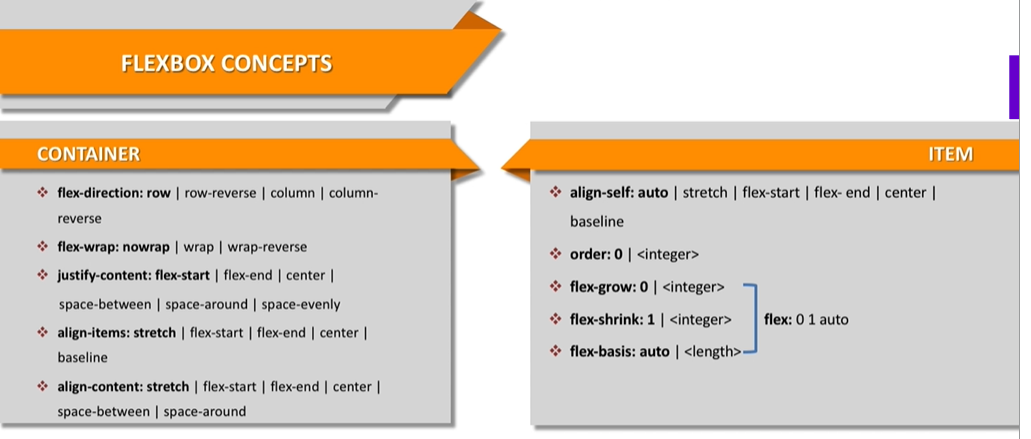 FLEXBOX CONCEPTS
CONTAINER
❖ flex-direction: row | row-reverse | column | column-
reverse
❖ flex-wrap: nowrap | wrap | wrap-reverse
❖ justify-content: flex-start | flex-end | center |
space-between | space-around | space-evenly
❖ align-items: stretch | flex-start | flex-end | center |
baseline
❖ align-content: stretch | flex-start | flex-end | center |
space-between | space-around
ITEM
❖ align-self: auto | stretch | flex-start | flex- end | center |
baseline
❖ order: 0 | <integer>
❖ flex-grow: 0 | <integer>
❖ flex-shrink: 1 | <integer>
❖ flex-basis: auto | <length>
flex: 0 1 auto